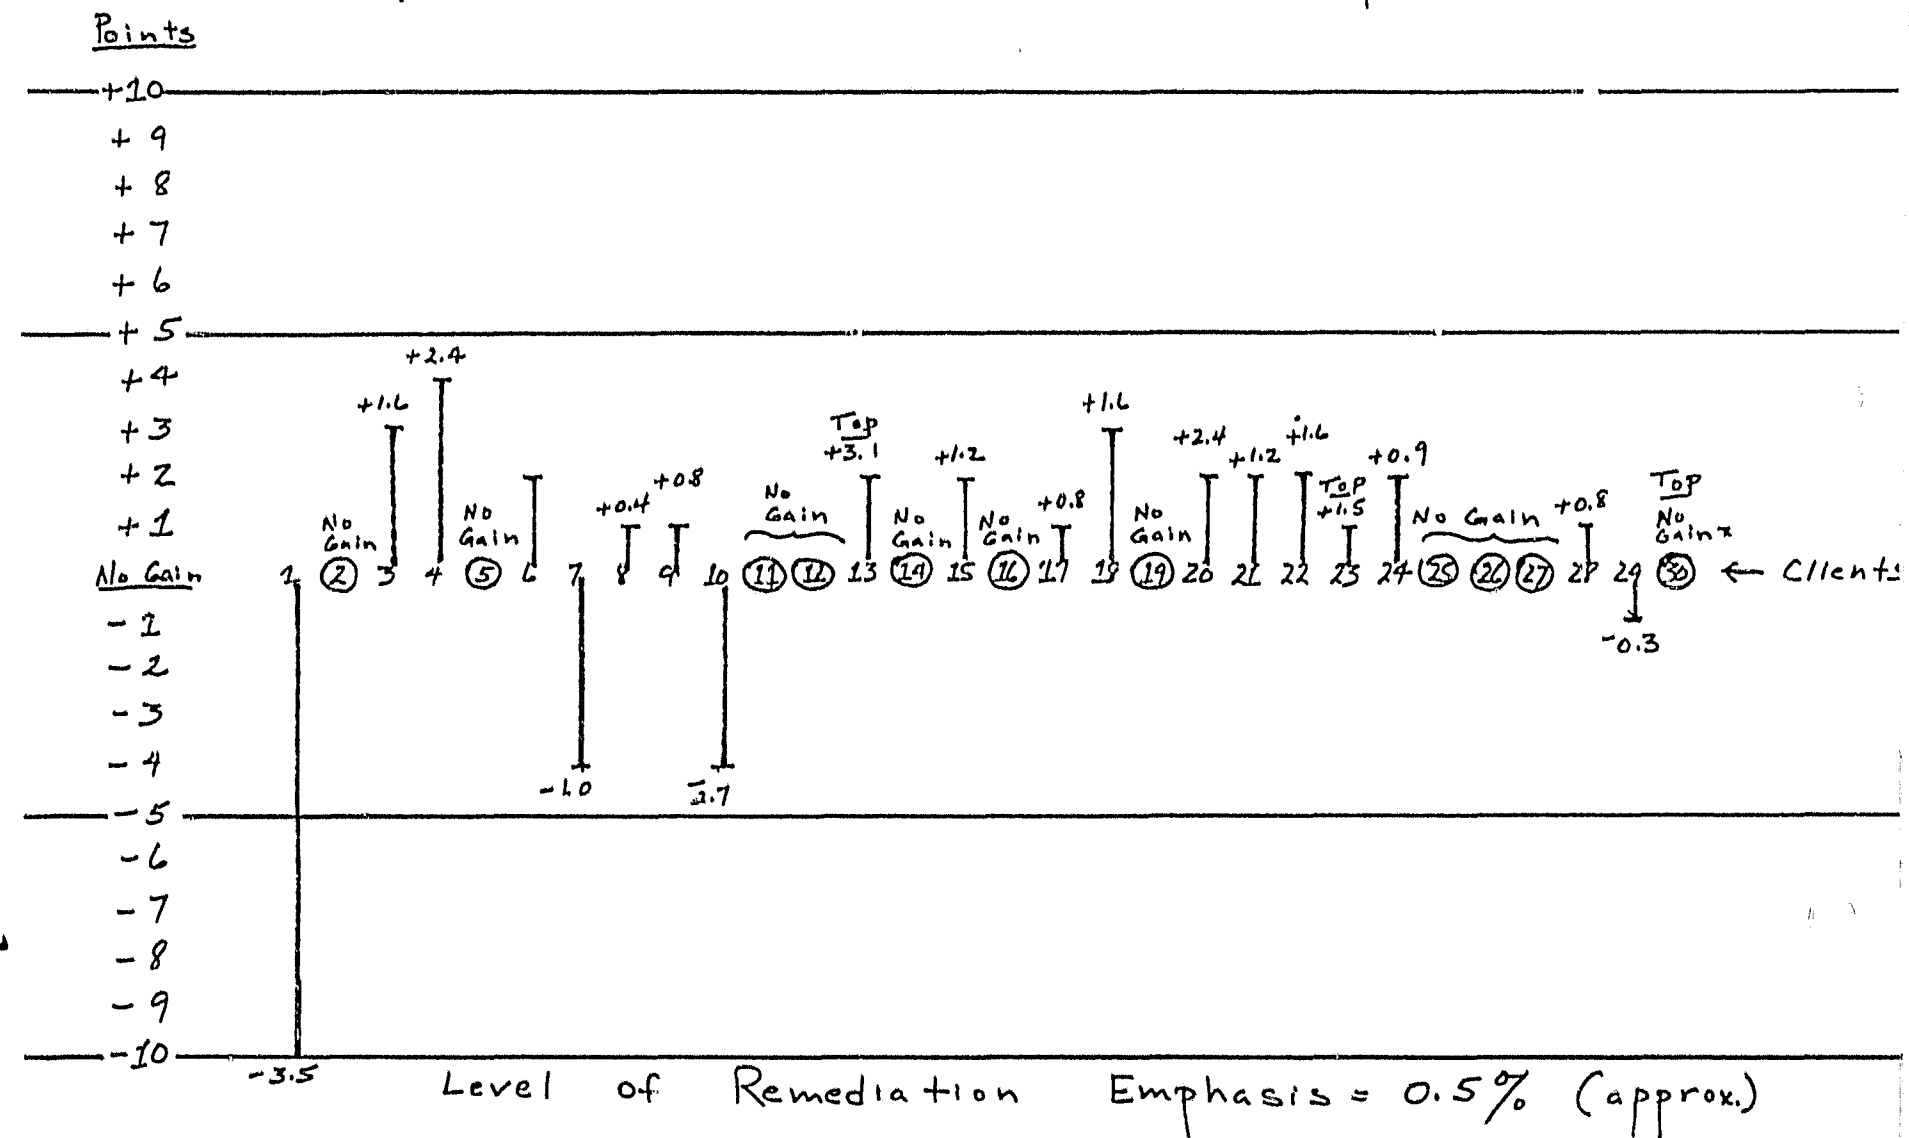 Points
+10
+ 9
+ 8
+ 7
+ 6
+ 5
+2.4
+4
+1.6 +1.6
+3 Top
+3.1 +1.2 +2.4 +1.2 +1.6 +0.9
+2 +0.8 Top
No Gain +0.4 No Gain +0.8 +1.5 +0.8 Top
+1 No Gain No Gain No Gain No Gain No Gain No Gainx
No Gain 1 2 3 4 5 6 7 8 9 10 11 12 13 14 15 16 17 18 19 20 21 22 23 24 25 26 27 28 29 30 ← Clients
- 1
-0.3
- 2
- 3
- 4
-1.0
- 5
- 6
- 7
- 8
- 9
-10
-3.5
Level of Remediation Emphasis = 0.5% (approx.)